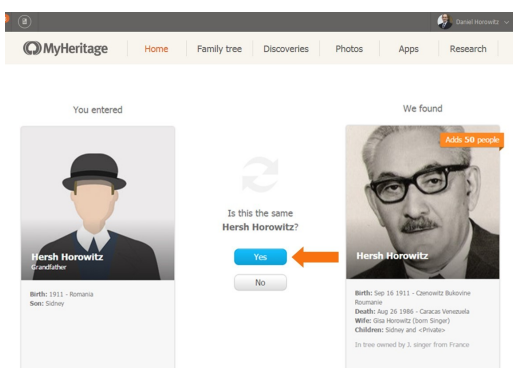 Daniel Horowitz
MyHeritage
Home Family tree Discoveries Photos Apps Research
You entered
We found
Adds 50 people
Is this the same
Hersh Horowitz?
Yes
No
Hersh Horowitz
Grandfather
Birth: 1911 - Romania
Son: Sidney
Hersh Horowitz
Birth: Sep 16 1911 - Czenowitz Bukovine
Roumanie
Death: Aug 26 1986 - Caracas Venezuela
Wife: Gisa Horowitz (born Singer)
Children: Sidney and <Private>
In tree owned by J. singer from France